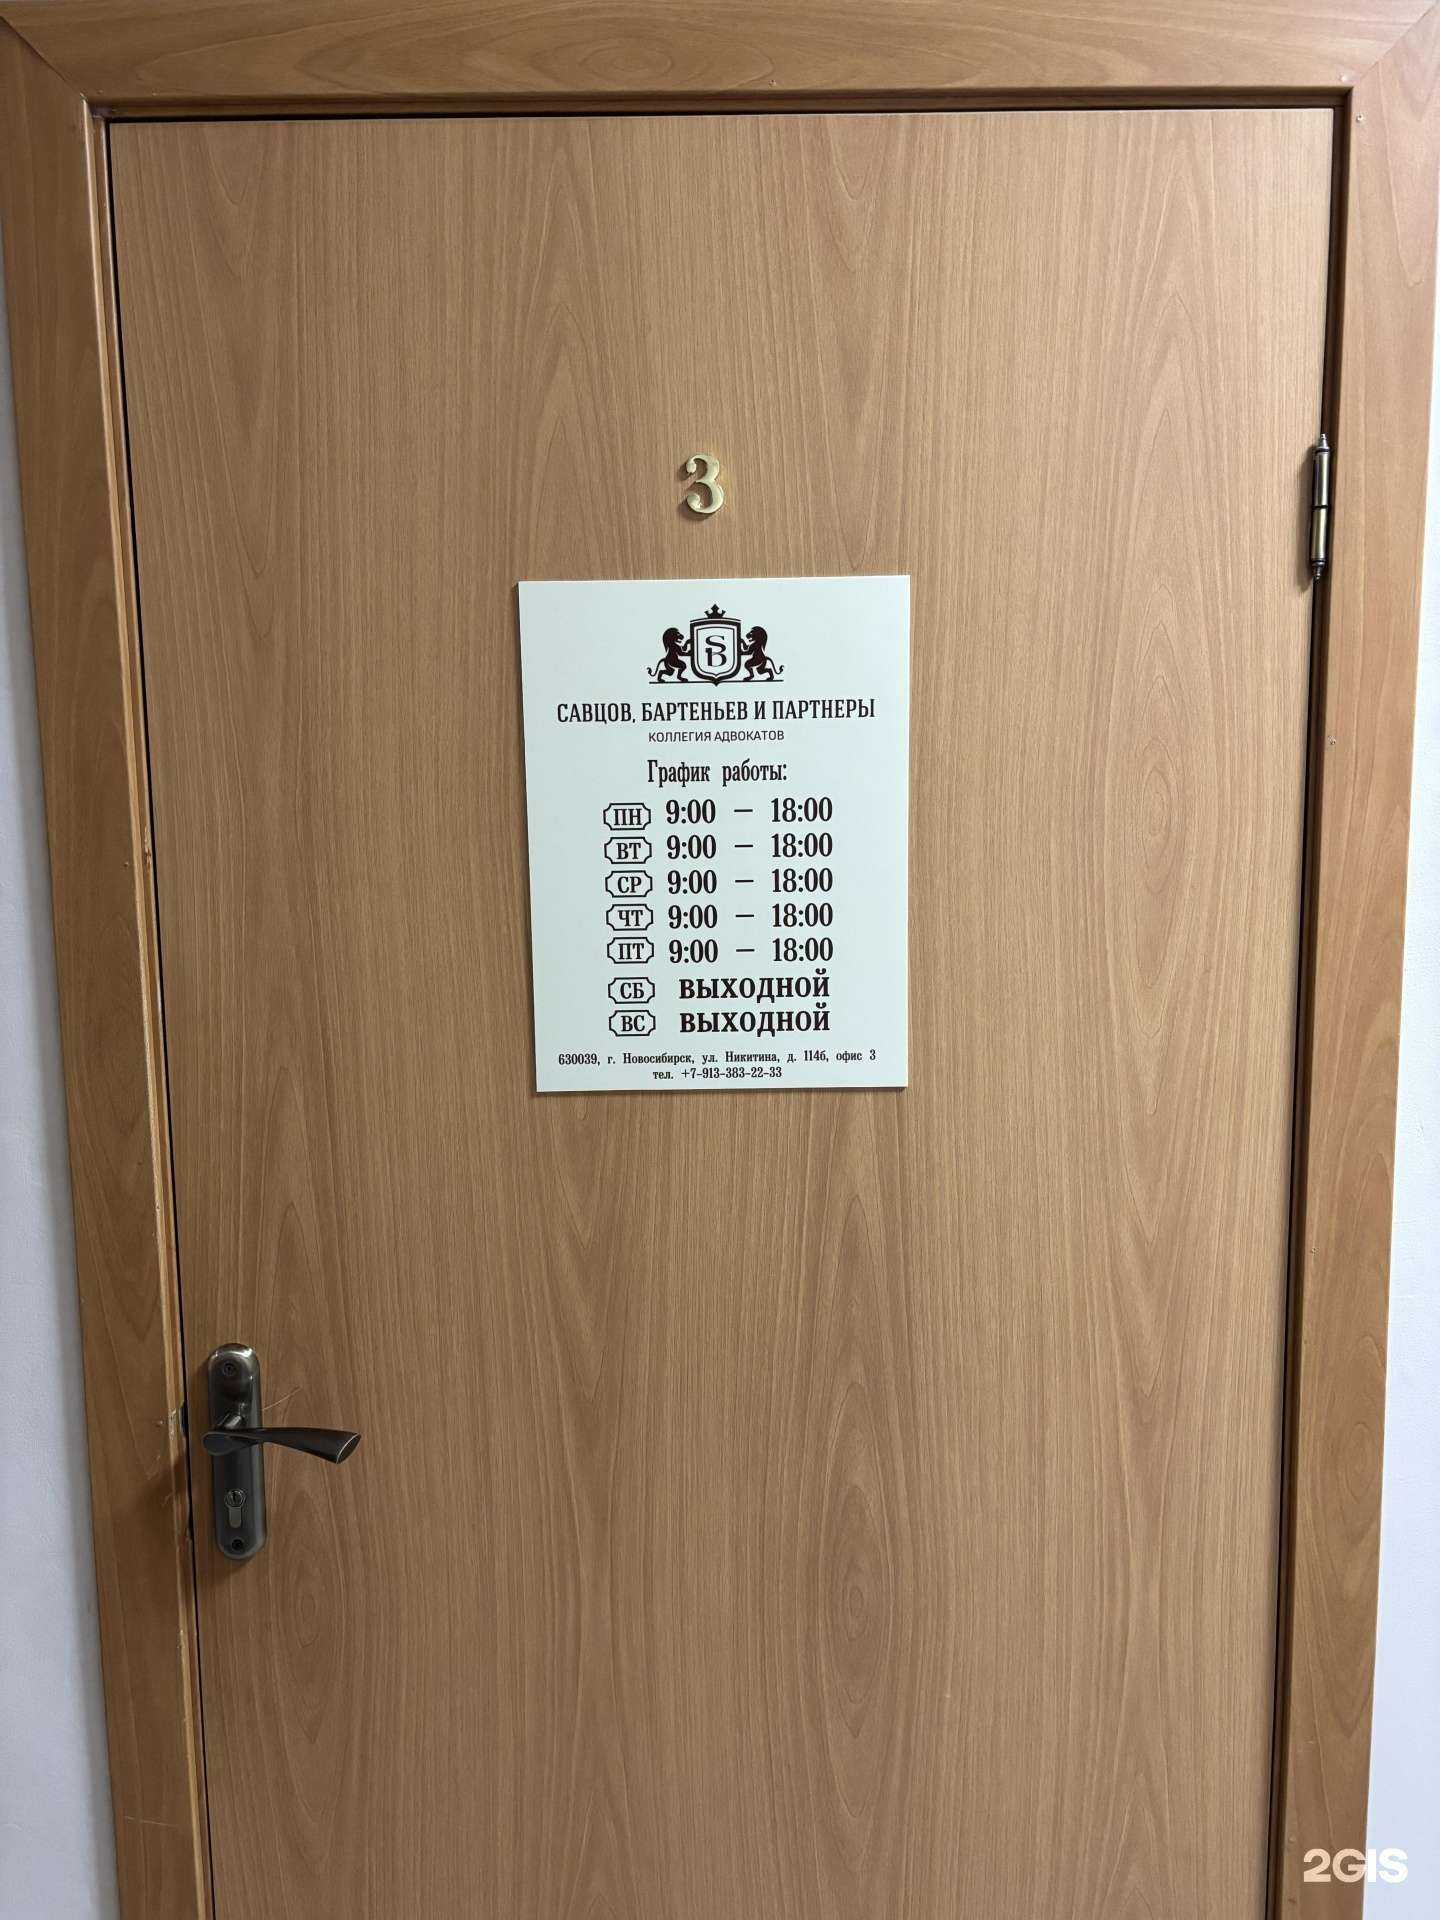 3
SB
САВЦОВ, БАРТЕНЬЕВ И ПАРТНЕРЫ
КОЛЛЕГИЯ АДВОКАТОВ
График работы:
ПН 9:00 — 18:00
ВТ 9:00 — 18:00
СР 9:00 — 18:00
ЧТ 9:00 — 18:00
ПТ 9:00 — 18:00
СБ ВЫХОДНОЙ
ВС ВЫХОДНОЙ
630039, г. Новосибирск, ул. Никитина, д. 114б, офис 3
тел. +7-913-383-22-33
2GIS